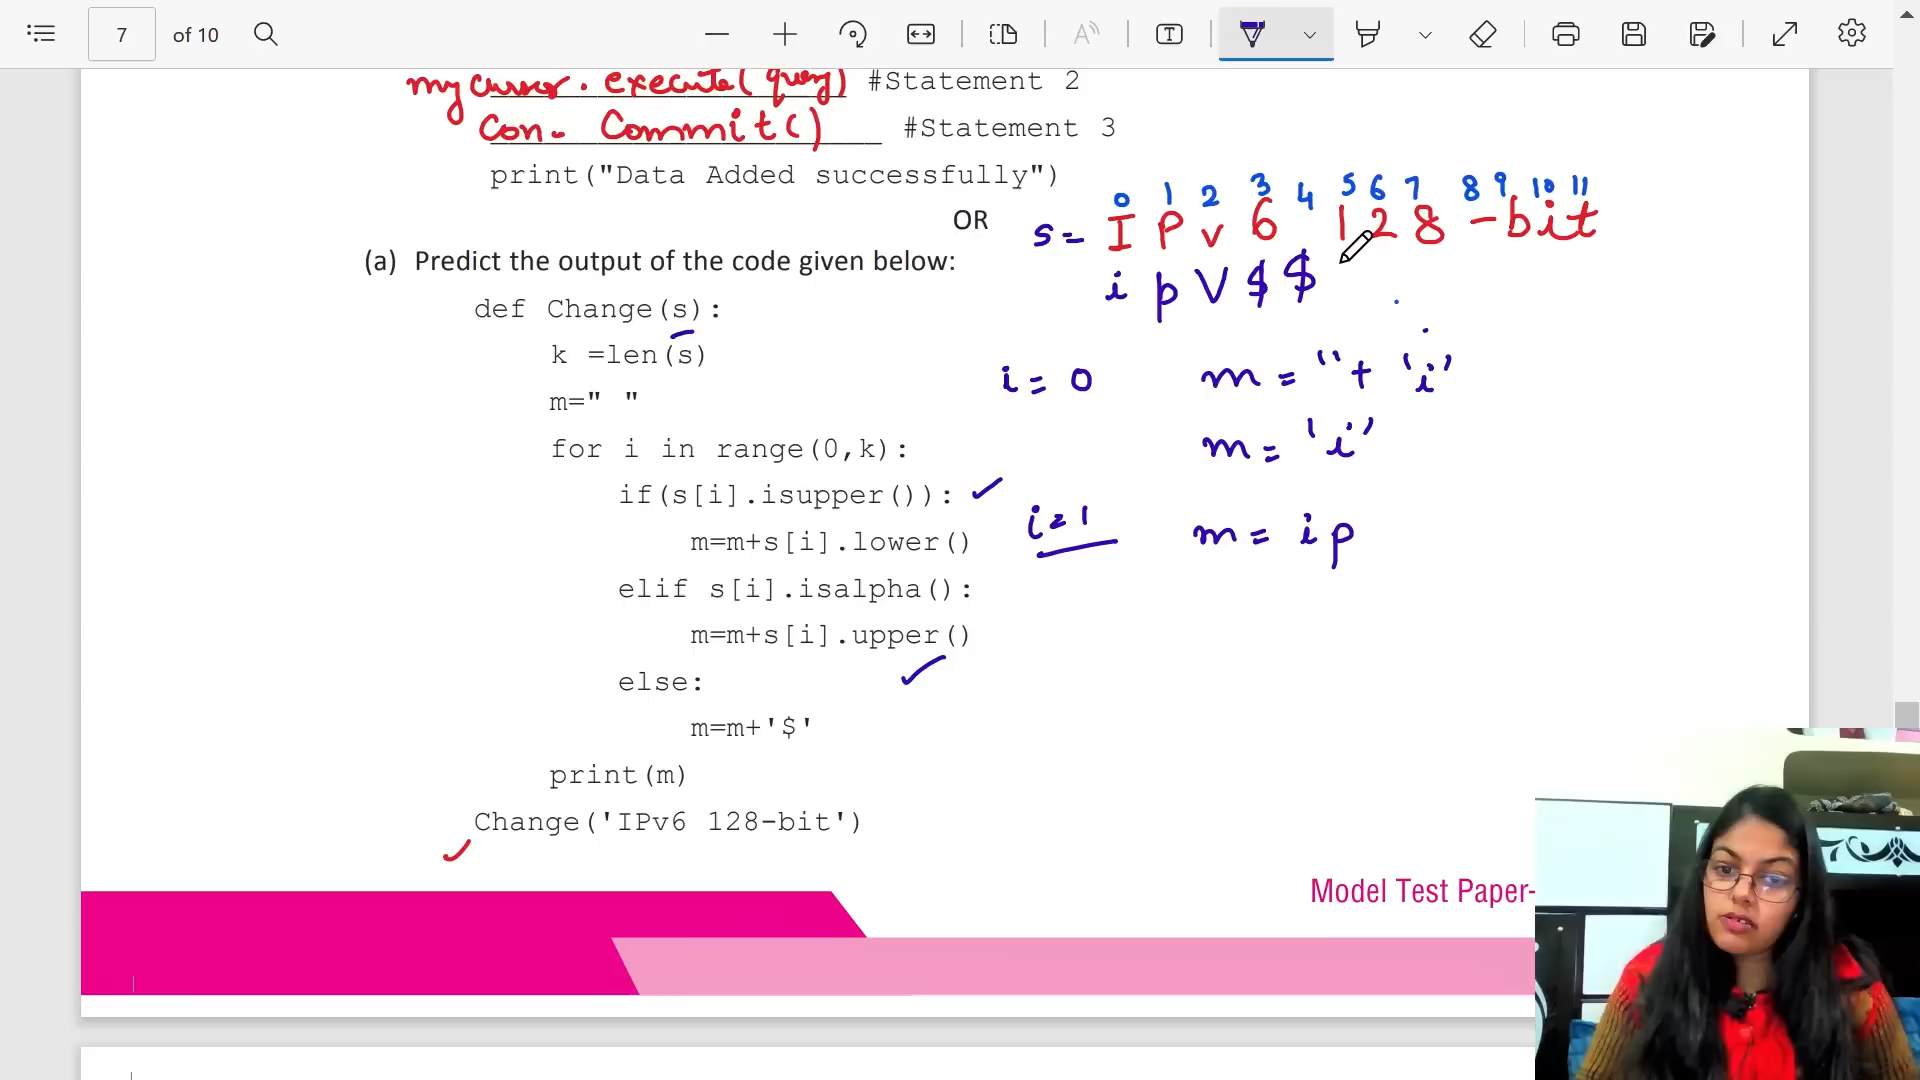 7 of 10
my cursor. execute(query) #Statement 2
con. Commit() #Statement 3
print("Data Added successfully")
OR
0 1 2 3 4 5 6 7 8 9 10 11
s= I P v 6 1 2 8 - b i t
i p V $ $
(a) Predict the output of the code given below:
def Change(s):
k =len(s)
m=" "
i = 0 m = '' + 'i'
m = 'i'
for i in range(0,k):
if(s[i].isupper()):
i=1 m = i p
m=m+s[i].lower()
elif s[i].isalpha():
m=m+s[i].upper()
else:
m=m+'$'
print(m)
Change('IPv6 128-bit')
Model Test Paper-